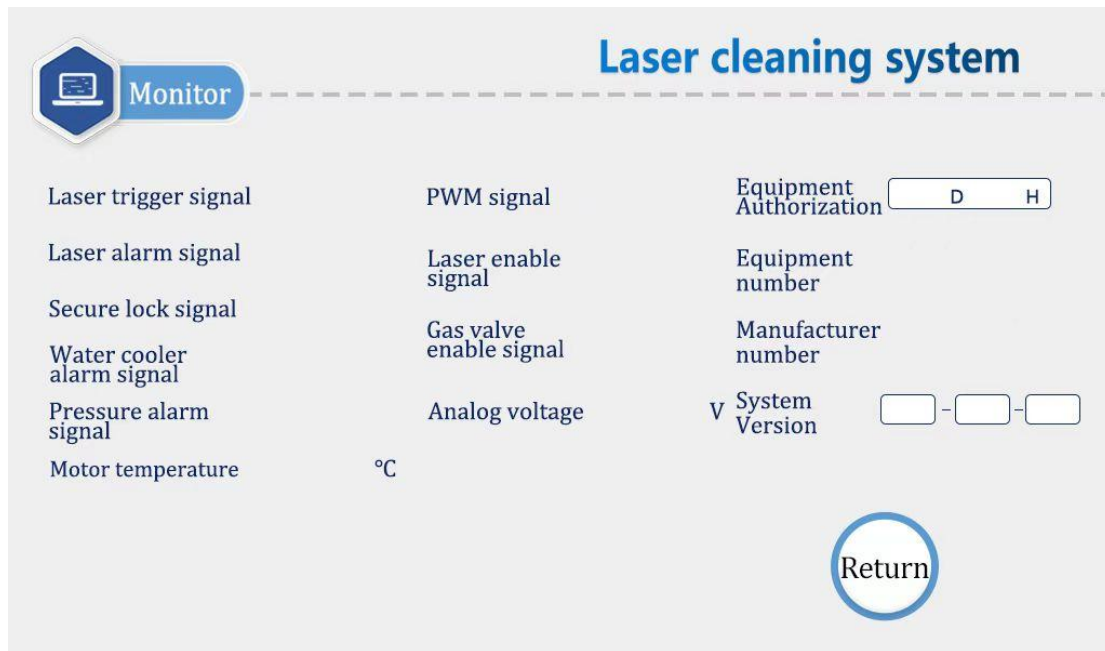 Laser cleaning system
Monitor
Laser trigger signal
PWM signal
Equipment
Authorization
D H
Laser alarm signal
Laser enable
signal
Equipment
number
Secure lock signal
Gas valve
enable signal
Manufacturer
number
Water cooler
alarm signal
Pressure alarm
signal
Analog voltage
V
System
Version
- -
Motor temperature
°C
Return